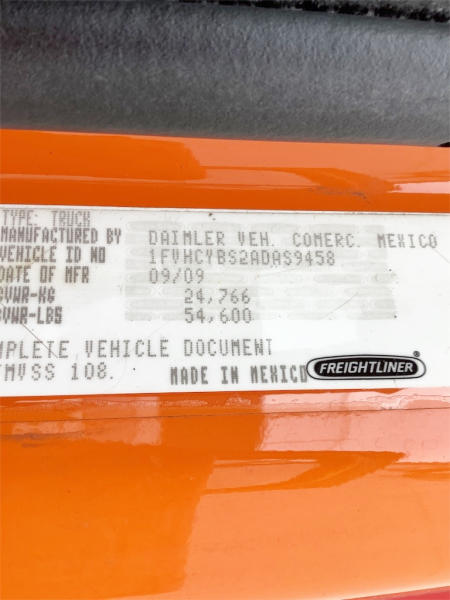 TYPE: TRUCK
MANUFACTURED BY DAIMLER VEH. COMERC. MEXICO
VEHICLE ID NO 1FVHCYBS2ADAS9458
DATE OF MFR 09/09
GVWR-KG 24,766
GVWR-LBS 54,600
MPLETE VEHICLE DOCUMENT
FMVSS 108. MADE IN MEXICO FREIGHTLINER®